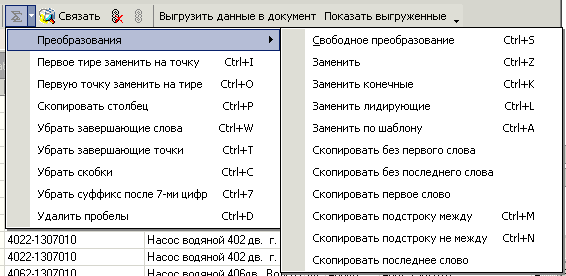 Связать Выгрузить данные в документ Показать выгруженные
Преобразования
Первое тире заменить на точку Ctrl+I
Первую точку заменить на тире Ctrl+O
Скопировать столбец Ctrl+P
Убрать завершающие слова Ctrl+W
Убрать завершающие точки Ctrl+T
Убрать скобки Ctrl+C
Убрать суффикс после 7-ми цифр Ctrl+7
Удалить пробелы Ctrl+D
Свободное преобразование Ctrl+S
Заменить Ctrl+Z
Заменить конечные Ctrl+K
Заменить лидирующие Ctrl+L
Заменить по шаблону Ctrl+A
Скопировать без первого слова
Скопировать без последнего слова
Скопировать первое слово
Скопировать подстроку между Ctrl+M
Скопировать подстроку не между Ctrl+N
Скопировать последнее слово
4022-1307010 Насос водяной 402 дв. г.
4022-1307010 Насос водяной 402 дв. г.
4062-1307010 Насос водяной 406дв.